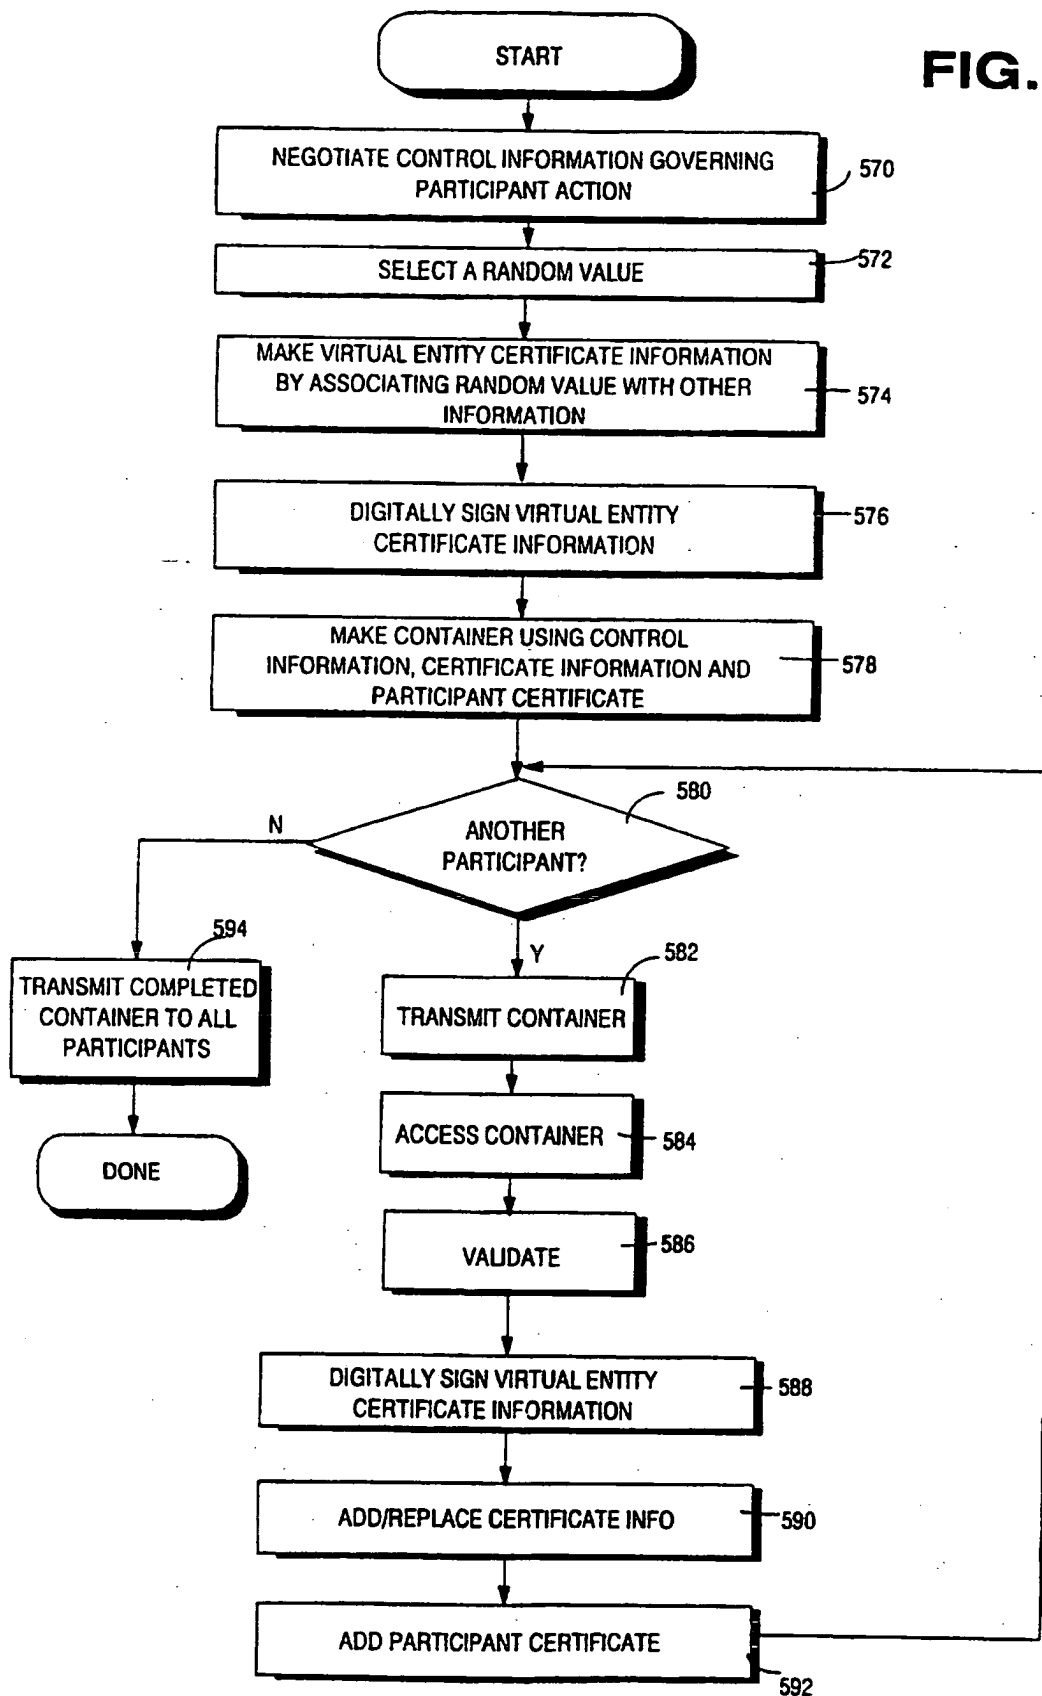 START
FIG.
NEGOTIATE CONTROL INFORMATION GOVERNING
PARTICIPANT ACTION
570
SELECT A RANDOM VALUE
572
MAKE VIRTUAL ENTITY CERTIFICATE INFORMATION
BY ASSOCIATING RANDOM VALUE WITH OTHER
INFORMATION
574
DIGITALLY SIGN VIRTUAL ENTITY
CERTIFICATE INFORMATION
576
MAKE CONTAINER USING CONTROL
INFORMATION, CERTIFICATE INFORMATION AND
PARTICIPANT CERTIFICATE
578
580
N
ANOTHER
PARTICIPANT?
Y
594
TRANSMIT COMPLETED
CONTAINER TO ALL
PARTICIPANTS
DONE
582
TRANSMIT CONTAINER
ACCESS CONTAINER
584
VALIDATE
586
DIGITALLY SIGN VIRTUAL ENTITY
CERTIFICATE INFORMATION
588
ADD/REPLACE CERTIFICATE INFO
590
ADD PARTICIPANT CERTIFICATE
592